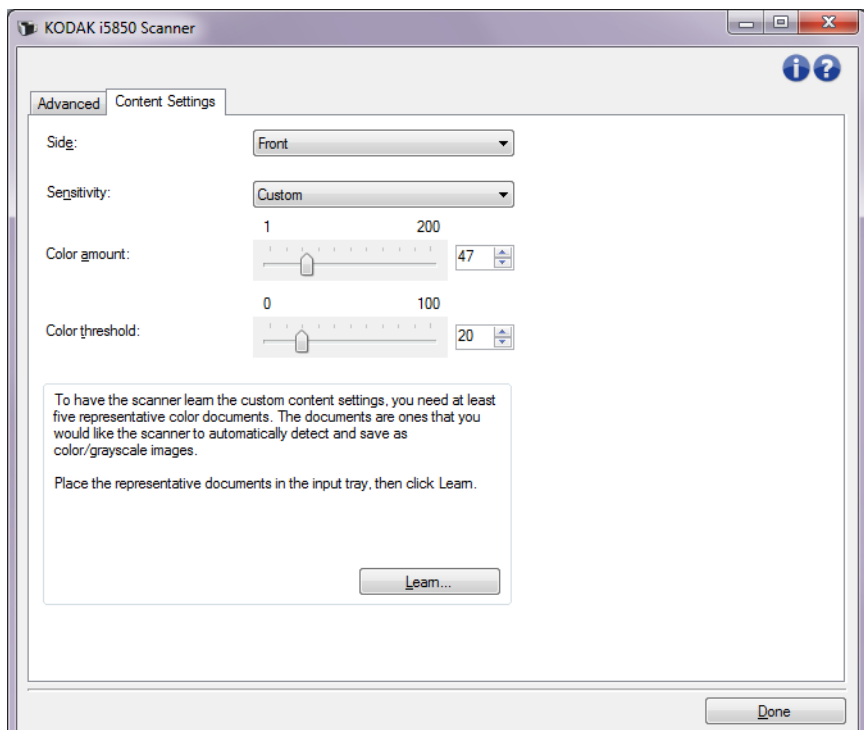 KODAK i5850 Scanner
Advanced Content Settings
Side: Front
Sensitivity: Custom
1 200
Color amount: 47
0 100
Color threshold: 20
To have the scanner learn the custom content settings, you need at least
five representative color documents. The documents are ones that you
would like the scanner to automatically detect and save as
color/grayscale images.
Place the representative documents in the input tray, then click Learn.
Learn...
Done